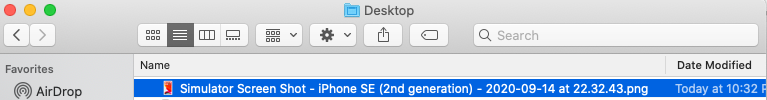 Desktop
Search
Name
Date Modified
Favorites
AirDrop
Simulator Screen Shot - iPhone SE (2nd generation) - 2020-09-14 at 22.32.43.png
Today at 10:32 P